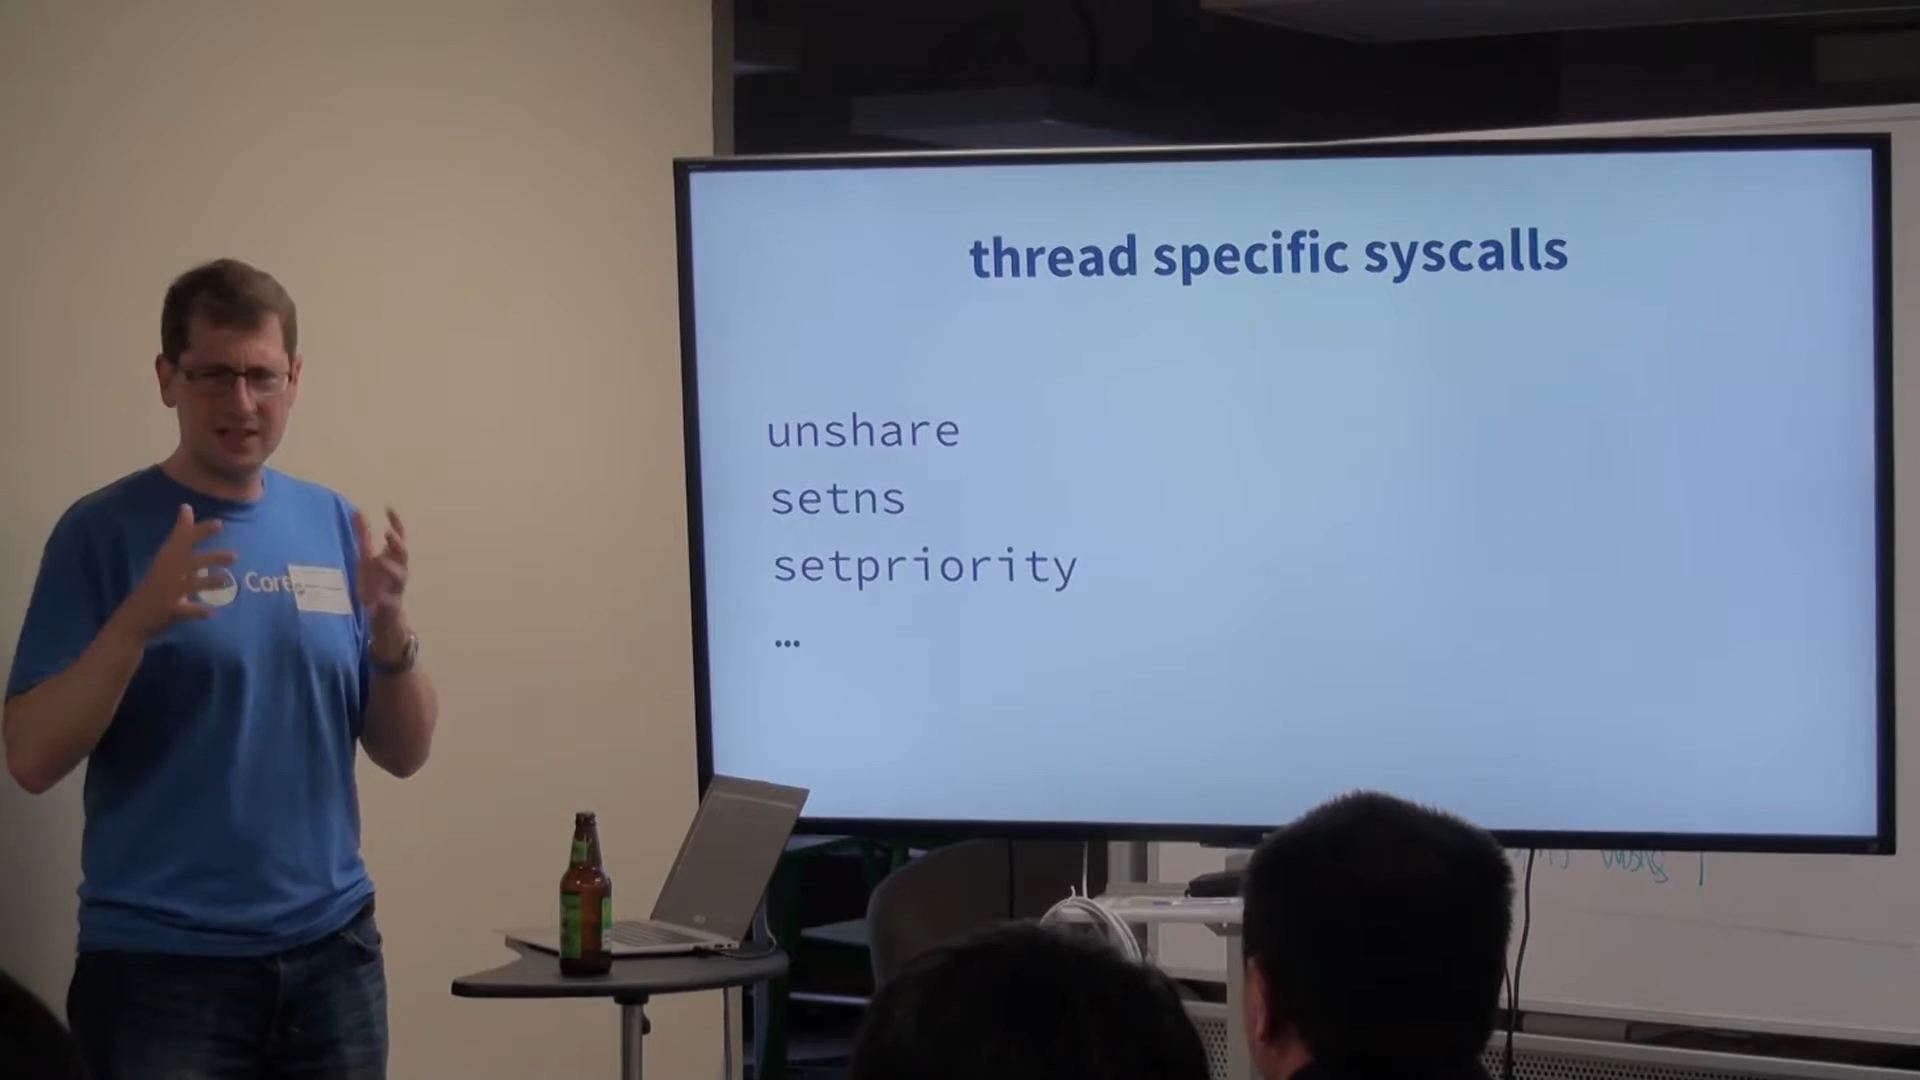 thread specific syscalls
unshare
setns
setpriority
...
Core